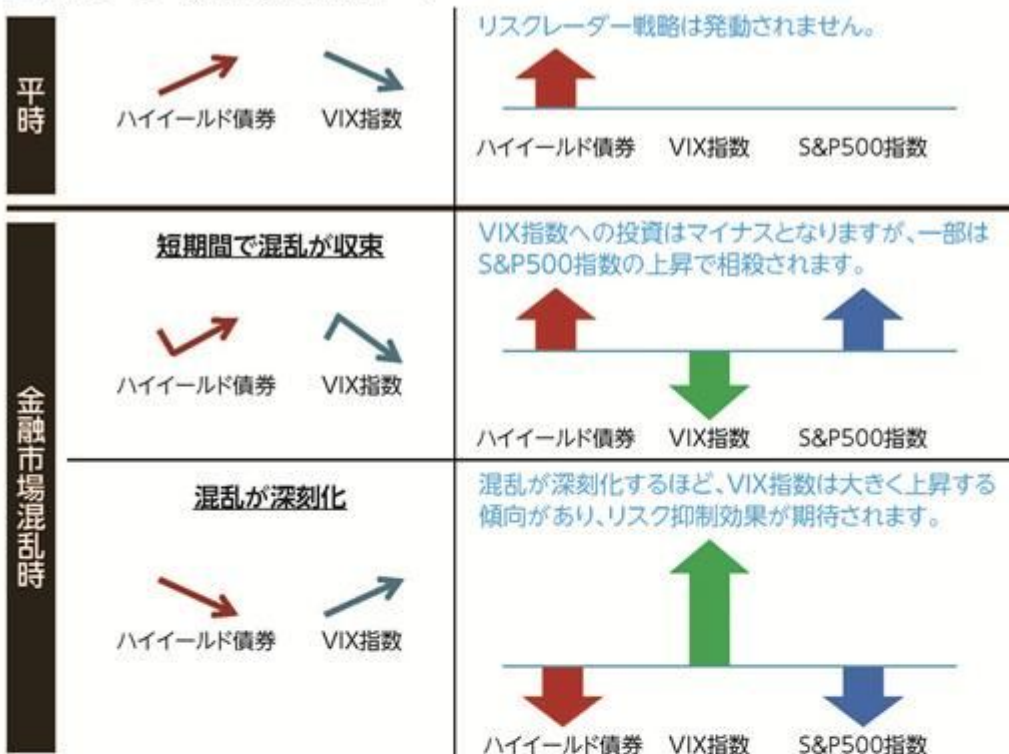 平時
ハイイールド債券 VIX指数
リスクレーダー戦略は発動されません。
ハイイールド債券 VIX指数 S&P500指数
金融市場混乱時
短期間で混乱が収束
ハイイールド債券 VIX指数
VIX指数への投資はマイナスとなりますが、一部は
S&P500指数の上昇で相殺されます。
ハイイールド債券 VIX指数 S&P500指数
混乱が深刻化
ハイイールド債券 VIX指数
混乱が深刻化するほど、VIX指数は大きく上昇する
傾向があり、リスク抑制効果が期待されます。
ハイイールド債券 VIX指数 S&P500指数